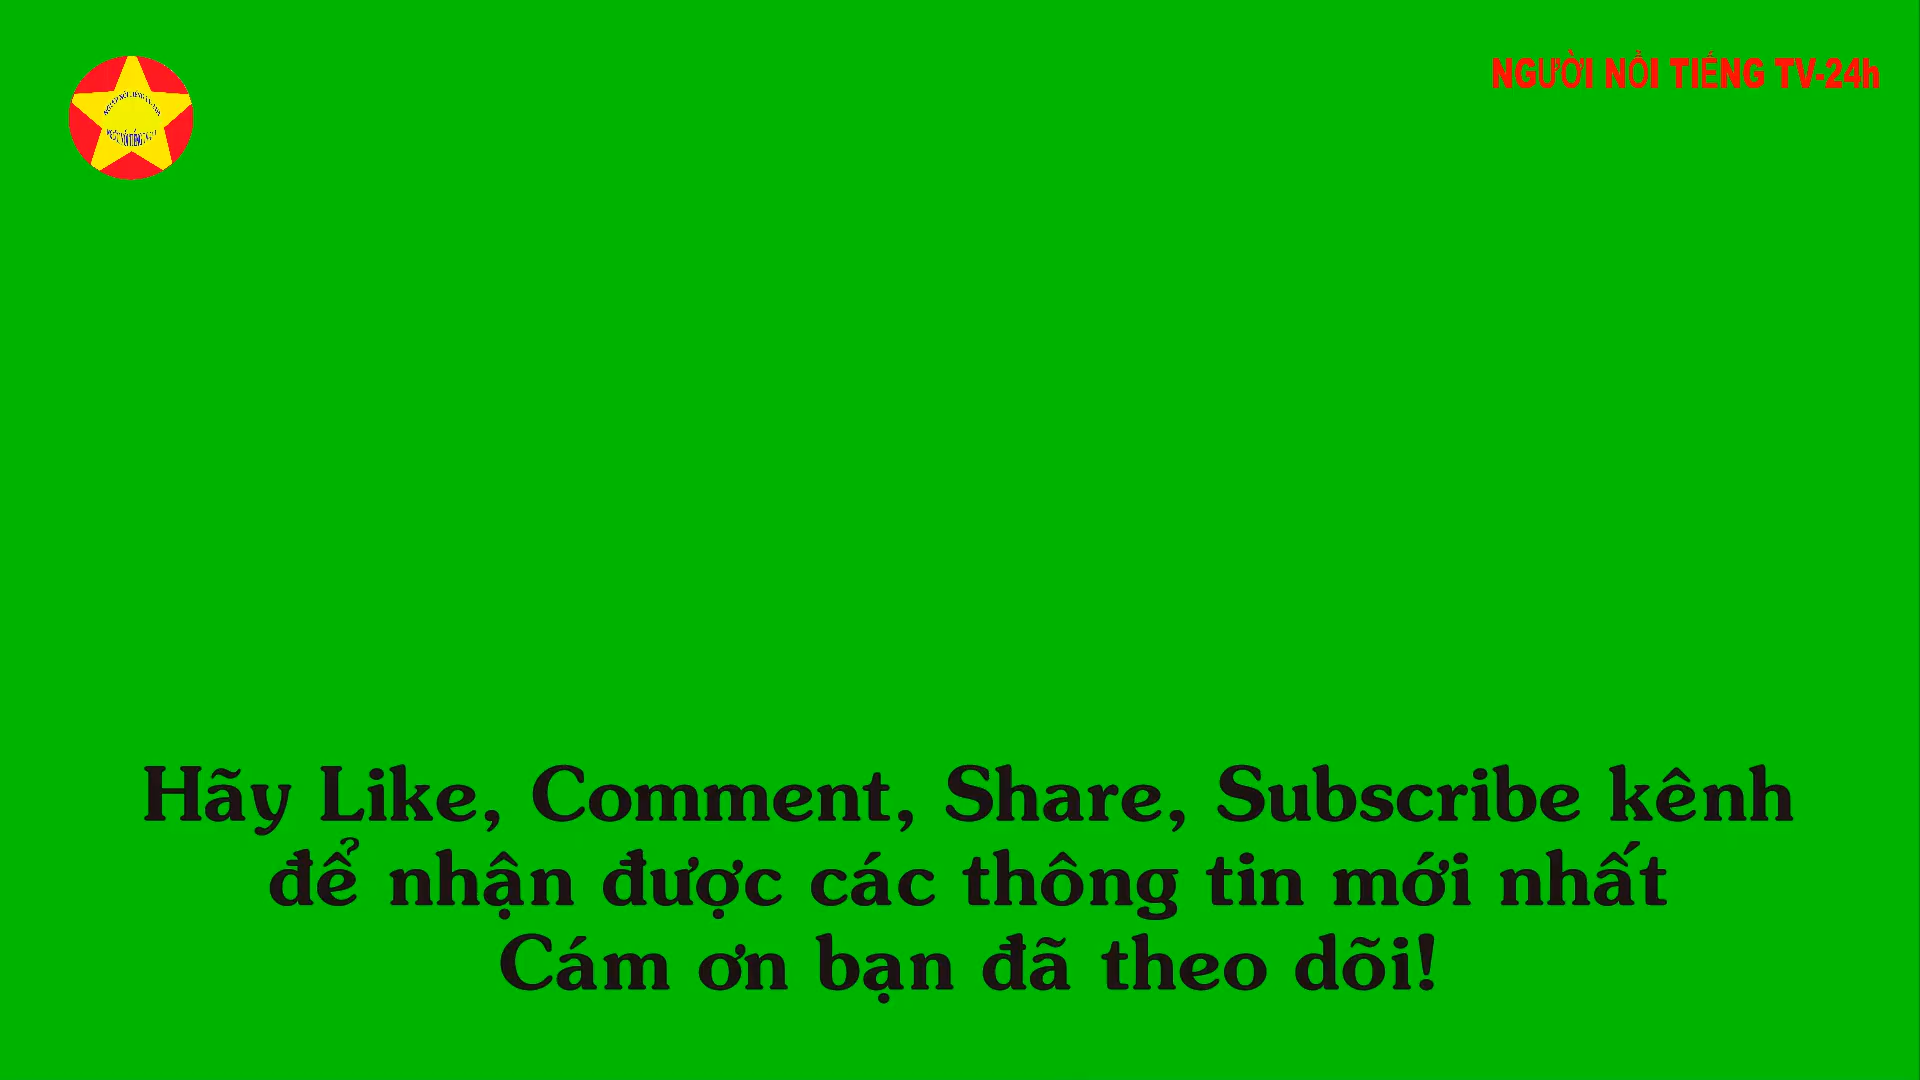 NGƯỜI NỔI TIẾNG TV-24h
Hãy Like, Comment, Share, Subscribe kênh
để nhận được các thông tin mới nhất
Cám ơn bạn đã theo dõi!